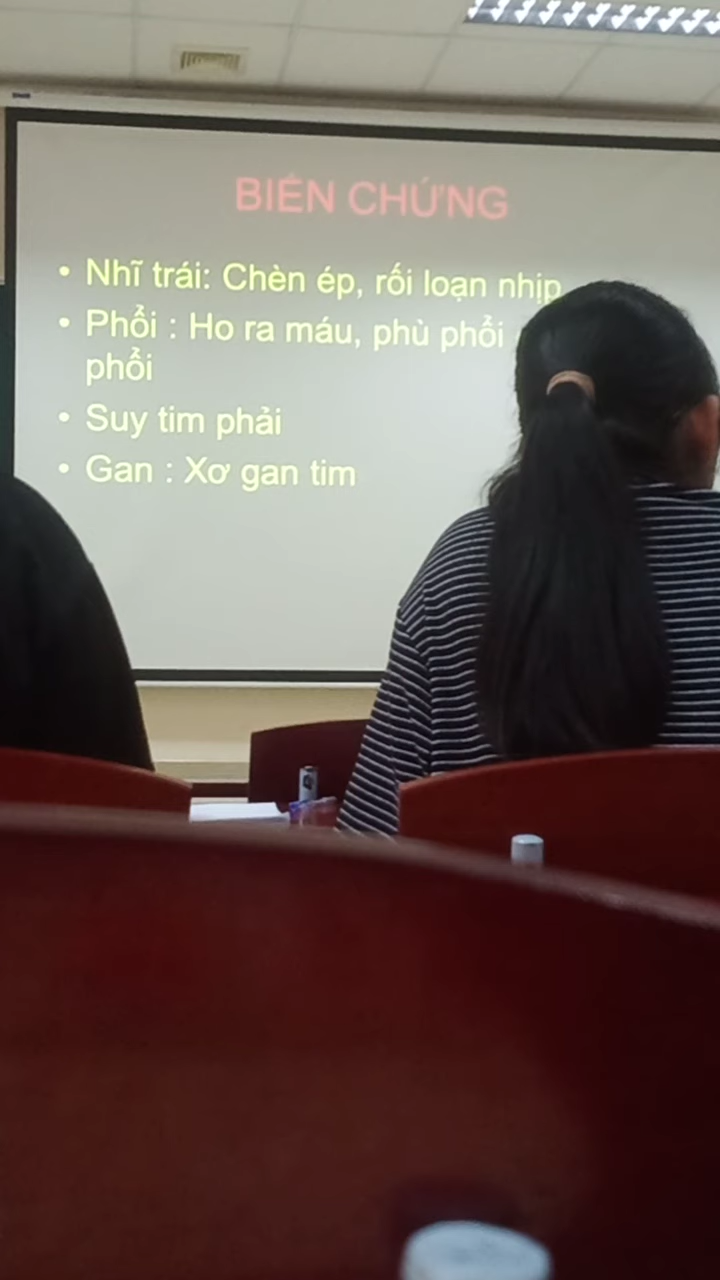 BIẾN CHỨNG
• Nhĩ trái: Chèn ép, rối loạn nhịp
• Phổi : Ho ra máu, phù phổi
phổi
• Suy tim phải
• Gan : Xơ gan tim